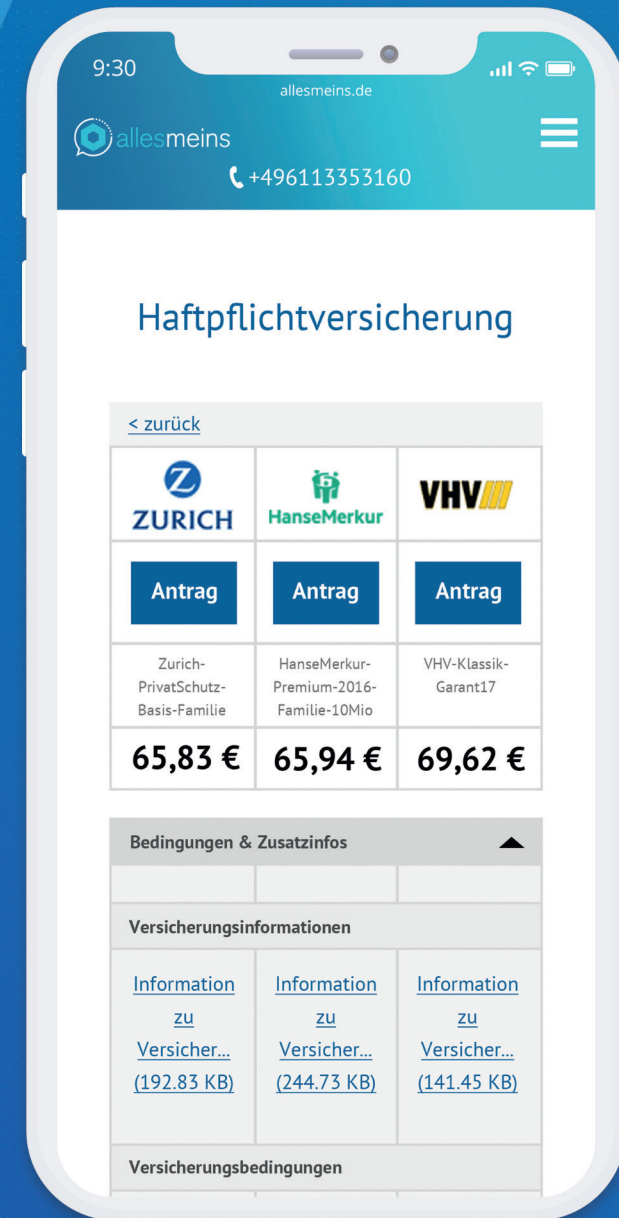 9:30
allesmeins.de
allesmeins
+496113353160
Haftpflichtversicherung
< zurück
ZURICH HanseMerkur VHV
Antrag Antrag Antrag
Zurich- HanseMerkur- VHV-Klassik-
PrivatSchutz- Premium-2016- Garant17
Basis-Familie Familie-10Mio
65,83 € 65,94 € 69,62 €
Bedingungen & Zusatzinfos
Versicherungsinformationen
Information Information Information
zu zu zu
Versicher... Versicher... Versicher...
(192.83 KB) (244.73 KB) (141.45 KB)
Versicherungsbedingungen